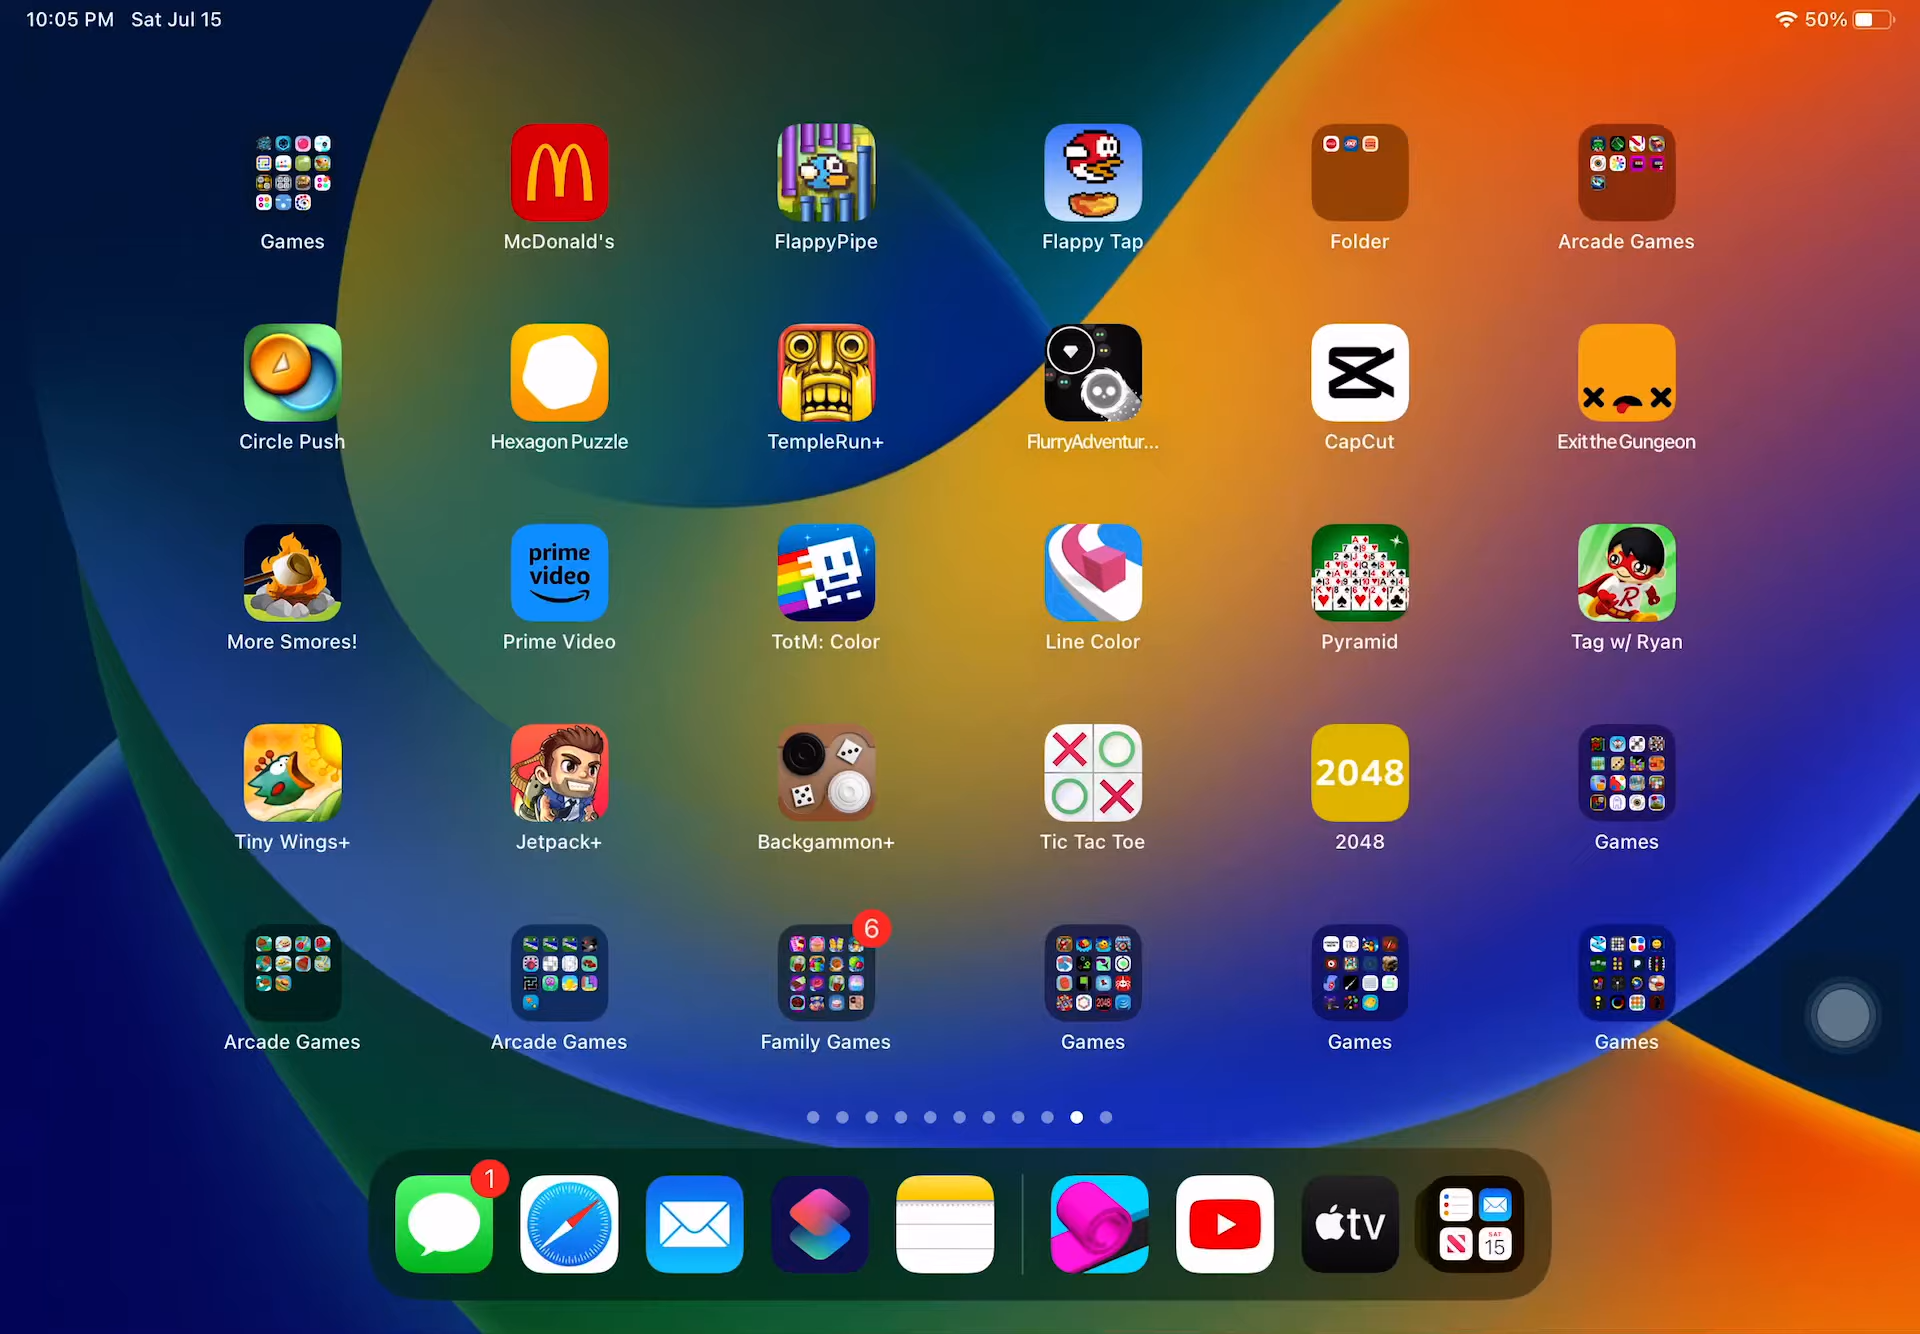 10:05 PM Sat Jul 15
50%
Games
McDonald's
FlappyPipe
Flappy Tap
Folder
Arcade Games
Circle Push
Hexagon Puzzle
TempleRun+
FlurryAdventur...
CapCut
ExittheGungeon
prime
video
More Smores!
Prime Video
TotM: Color
Line Color
Pyramid
Tag w/ Ryan
2048
Tiny Wings+
Jetpack+
Backgammon+
Tic Tac Toe
2048
Games
6
Arcade Games
Arcade Games
Family Games
Games
Games
Games
1
tv
SAT
15